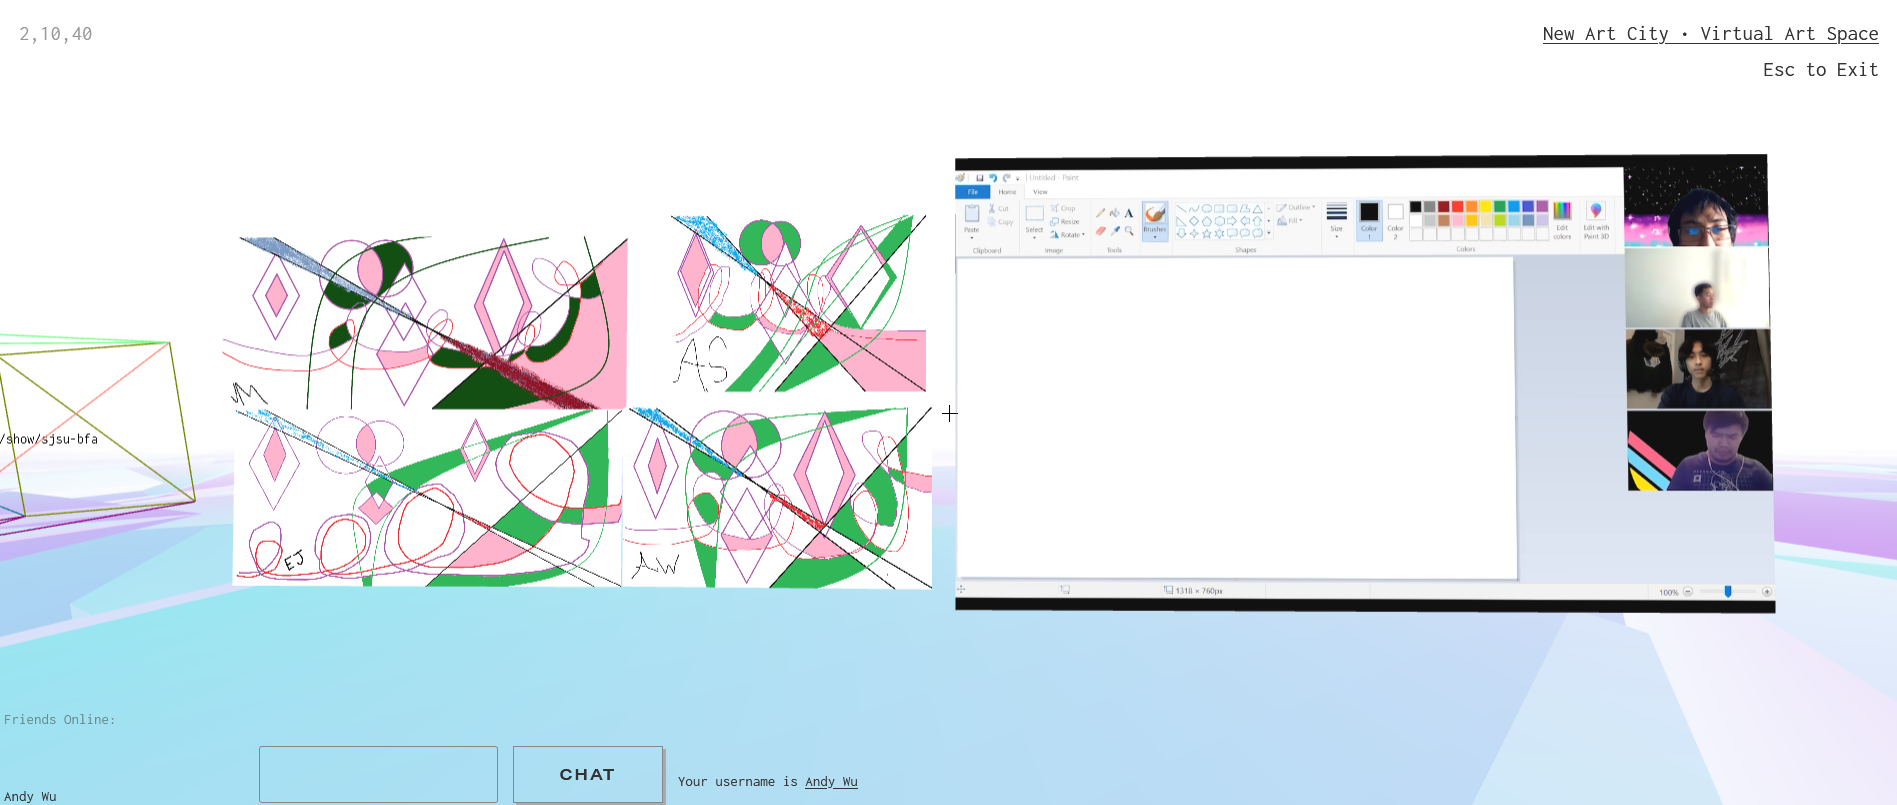 2,10,40
New Art City • Virtual Art Space
Esc to Exit
Untitled - Paint
File Home View
Paste
Cut
Copy
Clipboard
Select
Crop
Resize
Rotate
Image
A
Tools
Brushes
Outline
Fill
Shapes
Size
Color 1
Color 2
Colors
Edit colors
Edit with Paint 3D
M
AS
EJ
AW
/show/sjsu-bfa
1318 × 760px
100%
Friends Online:
CHAT
Your username is Andy Wu
Andy Wu